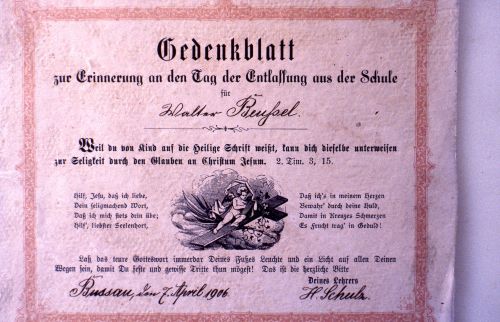 Gedenkblatt
zur Erinnerung an den Tag der Entlassung aus der Schule
für
Walter Beussel.
Weil du von Kind auf die Heilige Schrift weißt, kann dich dieselbe unterweisen
zur Seligkeit durch den Glauben an Christum Jesum. 2. Tim. 3, 15.
Hilf, Jesu, daß ich liebe,
Dein seligmachend Wort,
Daß ich mich stets drin übe;
Hilf, liebster Seelenhort,
Daß ich's in meinem Herzen
Bewahr' durch deine Huld,
Damit in Kreuzes Schmerzen
Es Frucht trag' in Geduld!
Laß das teure Gotteswort immerdar Deines Fußes Leuchte und ein Licht auf allen Deinen
Wegen sein, damit Du feste und gewisse Tritte thun mögest! Das ist die herzliche Bitte
Deines Lehrers
Bussau, den 7. April 1906
H. Schulz.